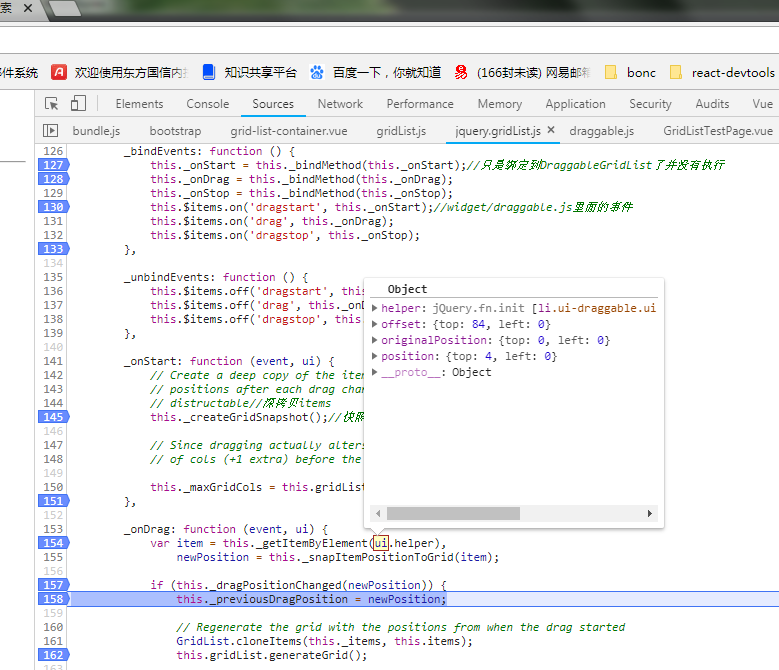 索
邮件系统 欢迎使用东方国信内 知识共享平台 百度一下，你就知道 (166封未读) 网易邮箱 bonc react-devtools
Elements Console Sources Network Performance Memory Application Security Audits Vue
bundle.js bootstrap grid-list-container.vue gridList.js jquery.gridList.js × draggable.js GridListTestPage.vue
126 _bindEvents: function () {
127 this._onStart = this._bindMethod(this._onStart);//只是绑定到DraggableGridList了并没有执行
128 this._onDrag = this._bindMethod(this._onDrag);
129 this._onStop = this._bindMethod(this._onStop);
130 this.$items.on('dragstart', this._onStart);//widget/draggable.js里面的事件
131 this.$items.on('drag', this._onDrag);
132 this.$items.on('dragstop', this._onStop);
133 },
134
135 _unbindEvents: function () {
136 this.$items.off('dragstart', this
137 this.$items.off('drag', this._onD
138 this.$items.off('dragstop', this.
139 },
140
141 _onStart: function (event, ui) {
142 // Create a deep copy of the item
143 // positions after each drag chan
144 // distructable//深拷贝items
145 this._createGridSnapshot();//快照
146
147 // Since dragging actually alters
148 // of cols (+1 extra) before the
149
150 this._maxGridCols = this.gridList
151 },
152
153 _onDrag: function (event, ui) {
154 var item = this._getItemByElement(ui.helper),
155 newPosition = this._snapItemPositionToGrid(item);
156
157 if (this._dragPositionChanged(newPosition)) {
158 this._previousDragPosition = newPosition;
159
160 // Regenerate the grid with the positions from when the drag started
161 GridList.cloneItems(this._items, this.items);
162 this.gridList.generateGrid();
163
Object
helper: jQuery.fn.init [li.ui-draggable.ui
offset: {top: 84, left: 0}
originalPosition: {top: 0, left: 0}
position: {top: 4, left: 0}
__proto__: Object